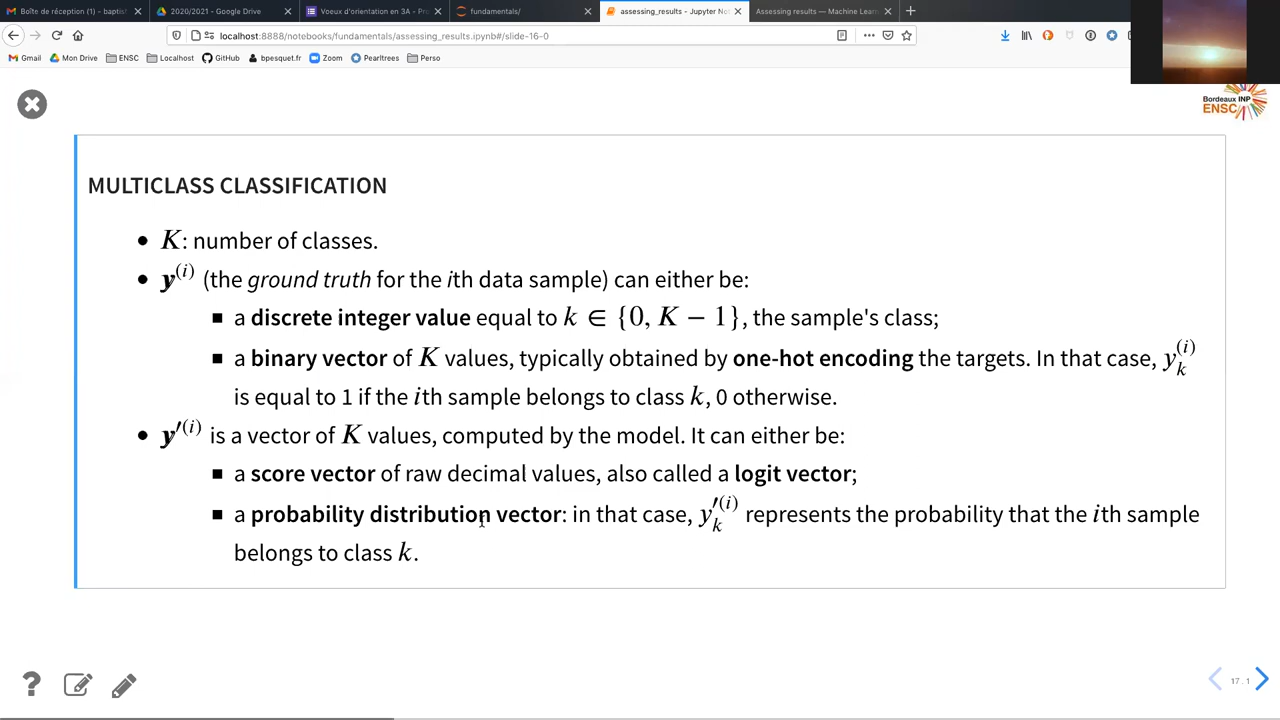 Boîte de réception (1) – baptis
2020/2021 - Google Drive
Voeux d'orientation en 3A - Pr
fundamentals/
assessing_results - Jupyter No
Assessing results — Machine Lear
localhost:8888/notebooks/fundamentals/assessing_results.ipynb#/slide-16-0
Gmail Mon Drive ENSC Localhost GitHub bpesquet.fr Zoom Pearltrees Perso
Bordeaux INP
ENSC
MULTICLASS CLASSIFICATION
K: number of classes.
y^(i) (the ground truth for the ith data sample) can either be:
a discrete integer value equal to k ∈ {0, K − 1}, the sample's class;
a binary vector of K values, typically obtained by one-hot encoding the targets. In that case, y_k^(i)
is equal to 1 if the ith sample belongs to class k, 0 otherwise.
y′^(i) is a vector of K values, computed by the model. It can either be:
a score vector of raw decimal values, also called a logit vector;
a probability distribution vector: in that case, y_k′^(i) represents the probability that the ith sample
belongs to class k.
?
17.1